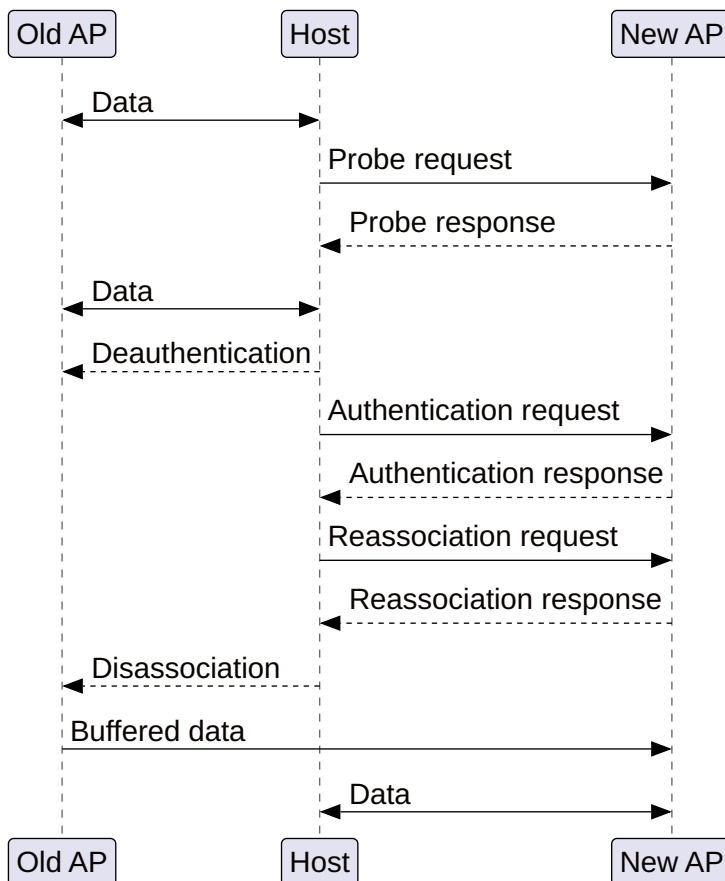 Old AP
Host
New AP
Data
Probe request
Probe response
Data
Deauthentication
Authentication request
Authentication response
Reassociation request
Reassociation response
Disassociation
Buffered data
Data
Old AP
Host
New AP